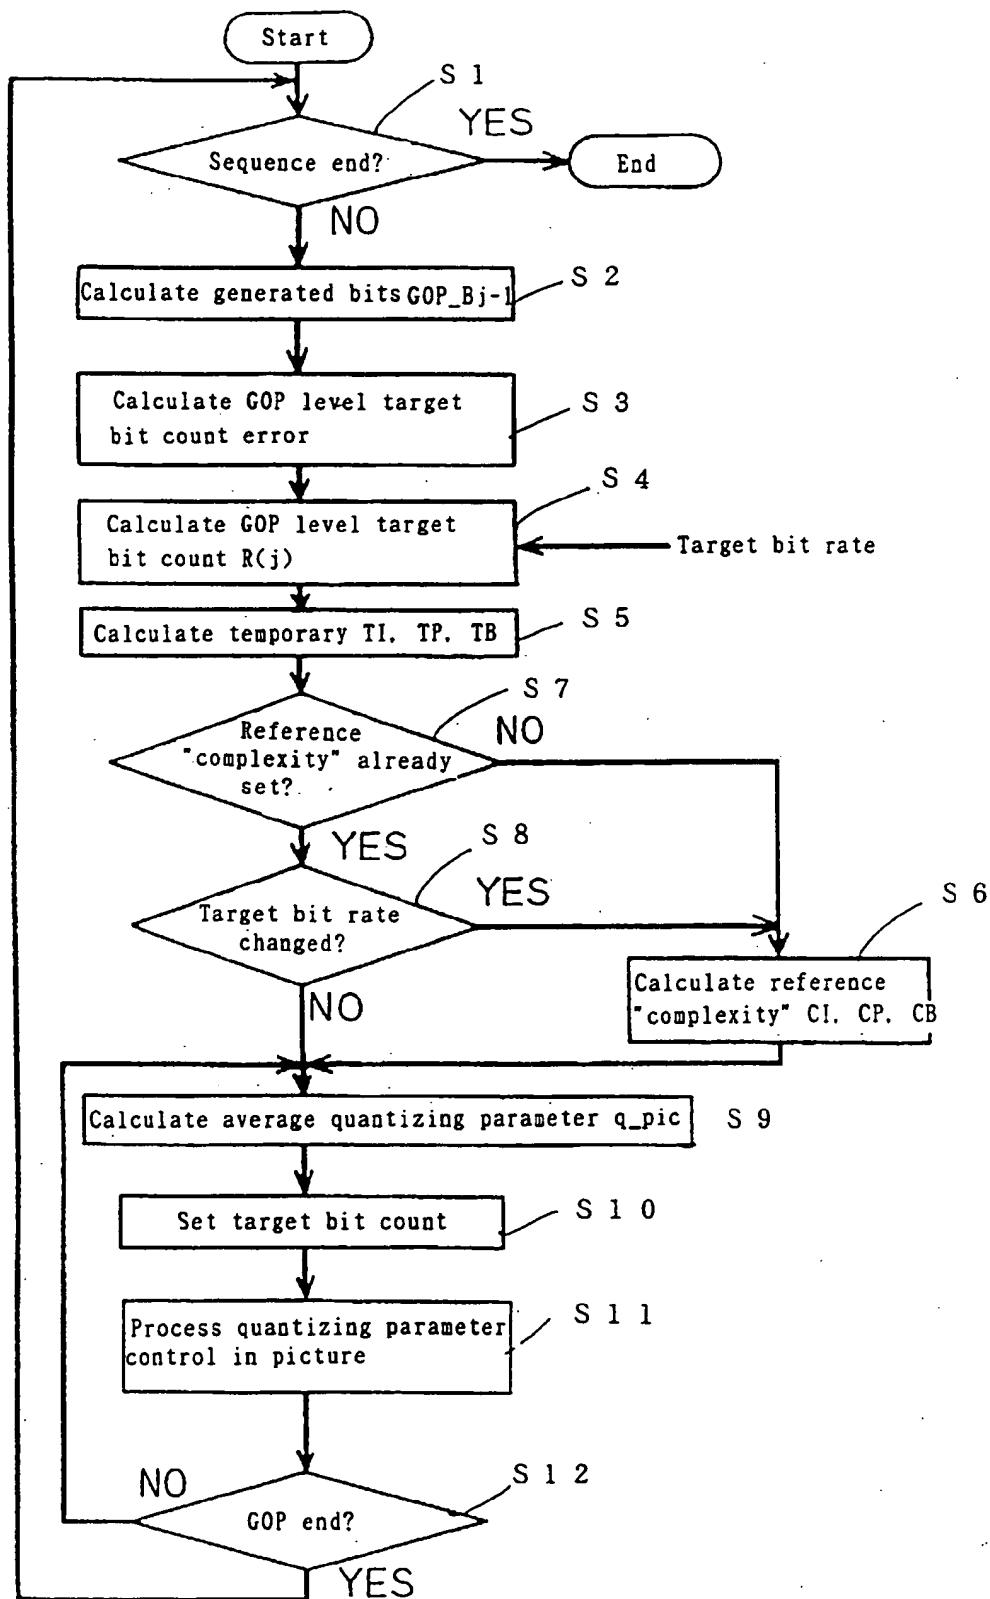 Start
S 1
YES
Sequence end?
End
NO
S 2
Calculate generated bits GOP_Bj-1
Calculate GOP level target
bit count error
S 3
S 4
Calculate GOP level target
bit count R(j)
Target bit rate
S 5
Calculate temporary TI. TP. TB
S 7
Reference
"complexity" already
set?
NO
YES
S 8
Target bit rate
changed?
YES
S 6
NO
Calculate reference
"complexity" CI. CP. CB
Calculate average quantizing parameter q_pic
S 9
Set target bit count
S 1 0
Process quantizing parameter
control in picture
S 1 1
NO
S 1 2
GOP end?
YES